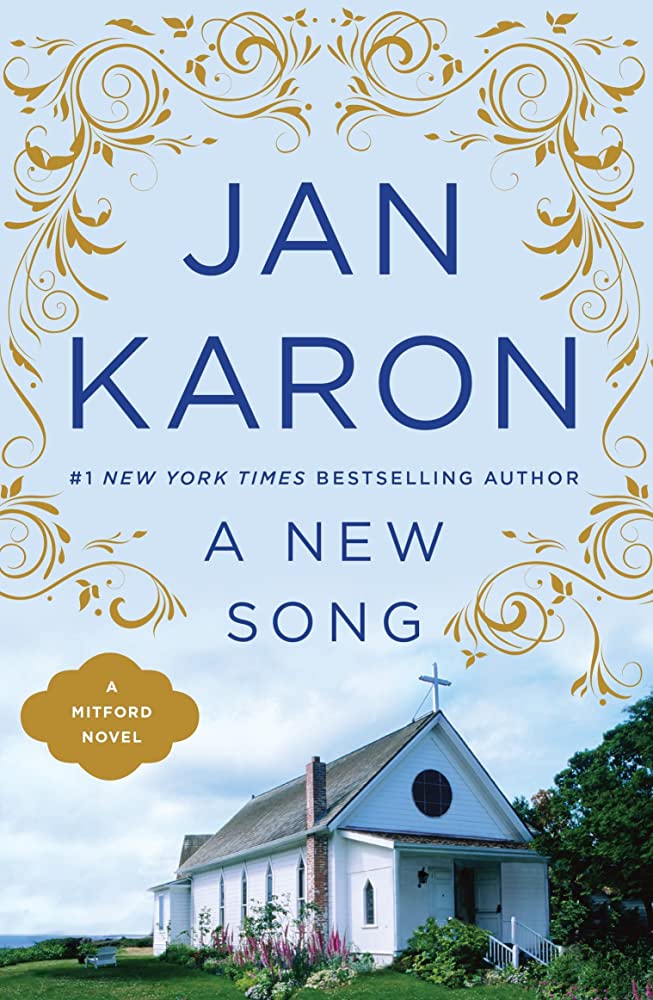 JAN
KARON
#1 NEW YORK TIMES BESTSELLING AUTHOR
A NEW
SONG
A
MITFORD
NOVEL